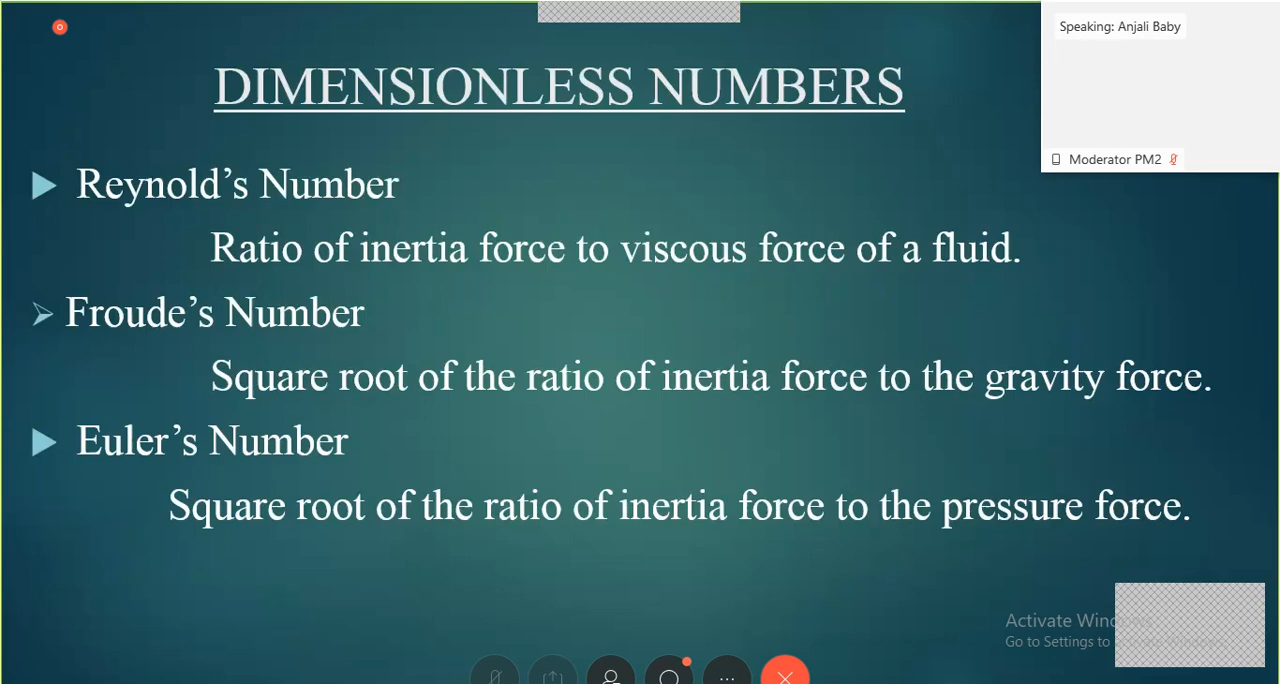 Speaking: Anjali Baby
DIMENSIONLESS NUMBERS
Moderator PM2
Reynold's Number
Ratio of inertia force to viscous force of a fluid.
Froude's Number
Square root of the ratio of inertia force to the gravity force.
Euler's Number
Square root of the ratio of inertia force to the pressure force.
Activate
Go to Settings to